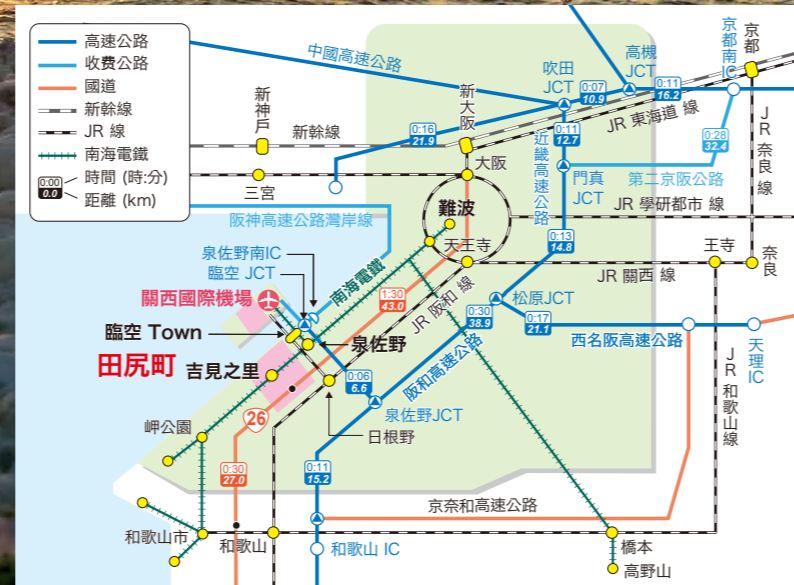 高速公路
收費公路
國道
新幹線
JR 線
南海電鐵
0:00
0.0
時間 (時:分)
距離 (km)
中國高速公路
吹田
JCT
0:07
10.9
高槻
JCT
0:11
16.2
京都南IC
京都
新神戶
新幹線
0:16
21.9
新大阪
JR 東海道 線
0:11
12.7
近畿高速公路
0:28
32.4
JR 奈良 線
三宮
大阪
門真
JCT
第二京阪公路
難波
JR 學研都市 線
阪神高速公路灣岸線
0:13
14.8
天王寺
王寺
奈良
JR 關西 線
泉佐野南IC
臨空 JCT
南海電鐵
關西國際機場
1:30
43.0
JR 阪和 線
0:30
38.9
松原JCT
0:17
21.1
西名阪高速公路
天理IC
臨空 Town
泉佐野
田尻町
吉見之里
0:06
6.6
阪和高速公路
JR 和歌山線
泉佐野JCT
岬公園
26
日根野
0:30
27.0
0:11
15.2
京奈和高速公路
和歌山市
和歌山
和歌山 IC
橋本
高野山